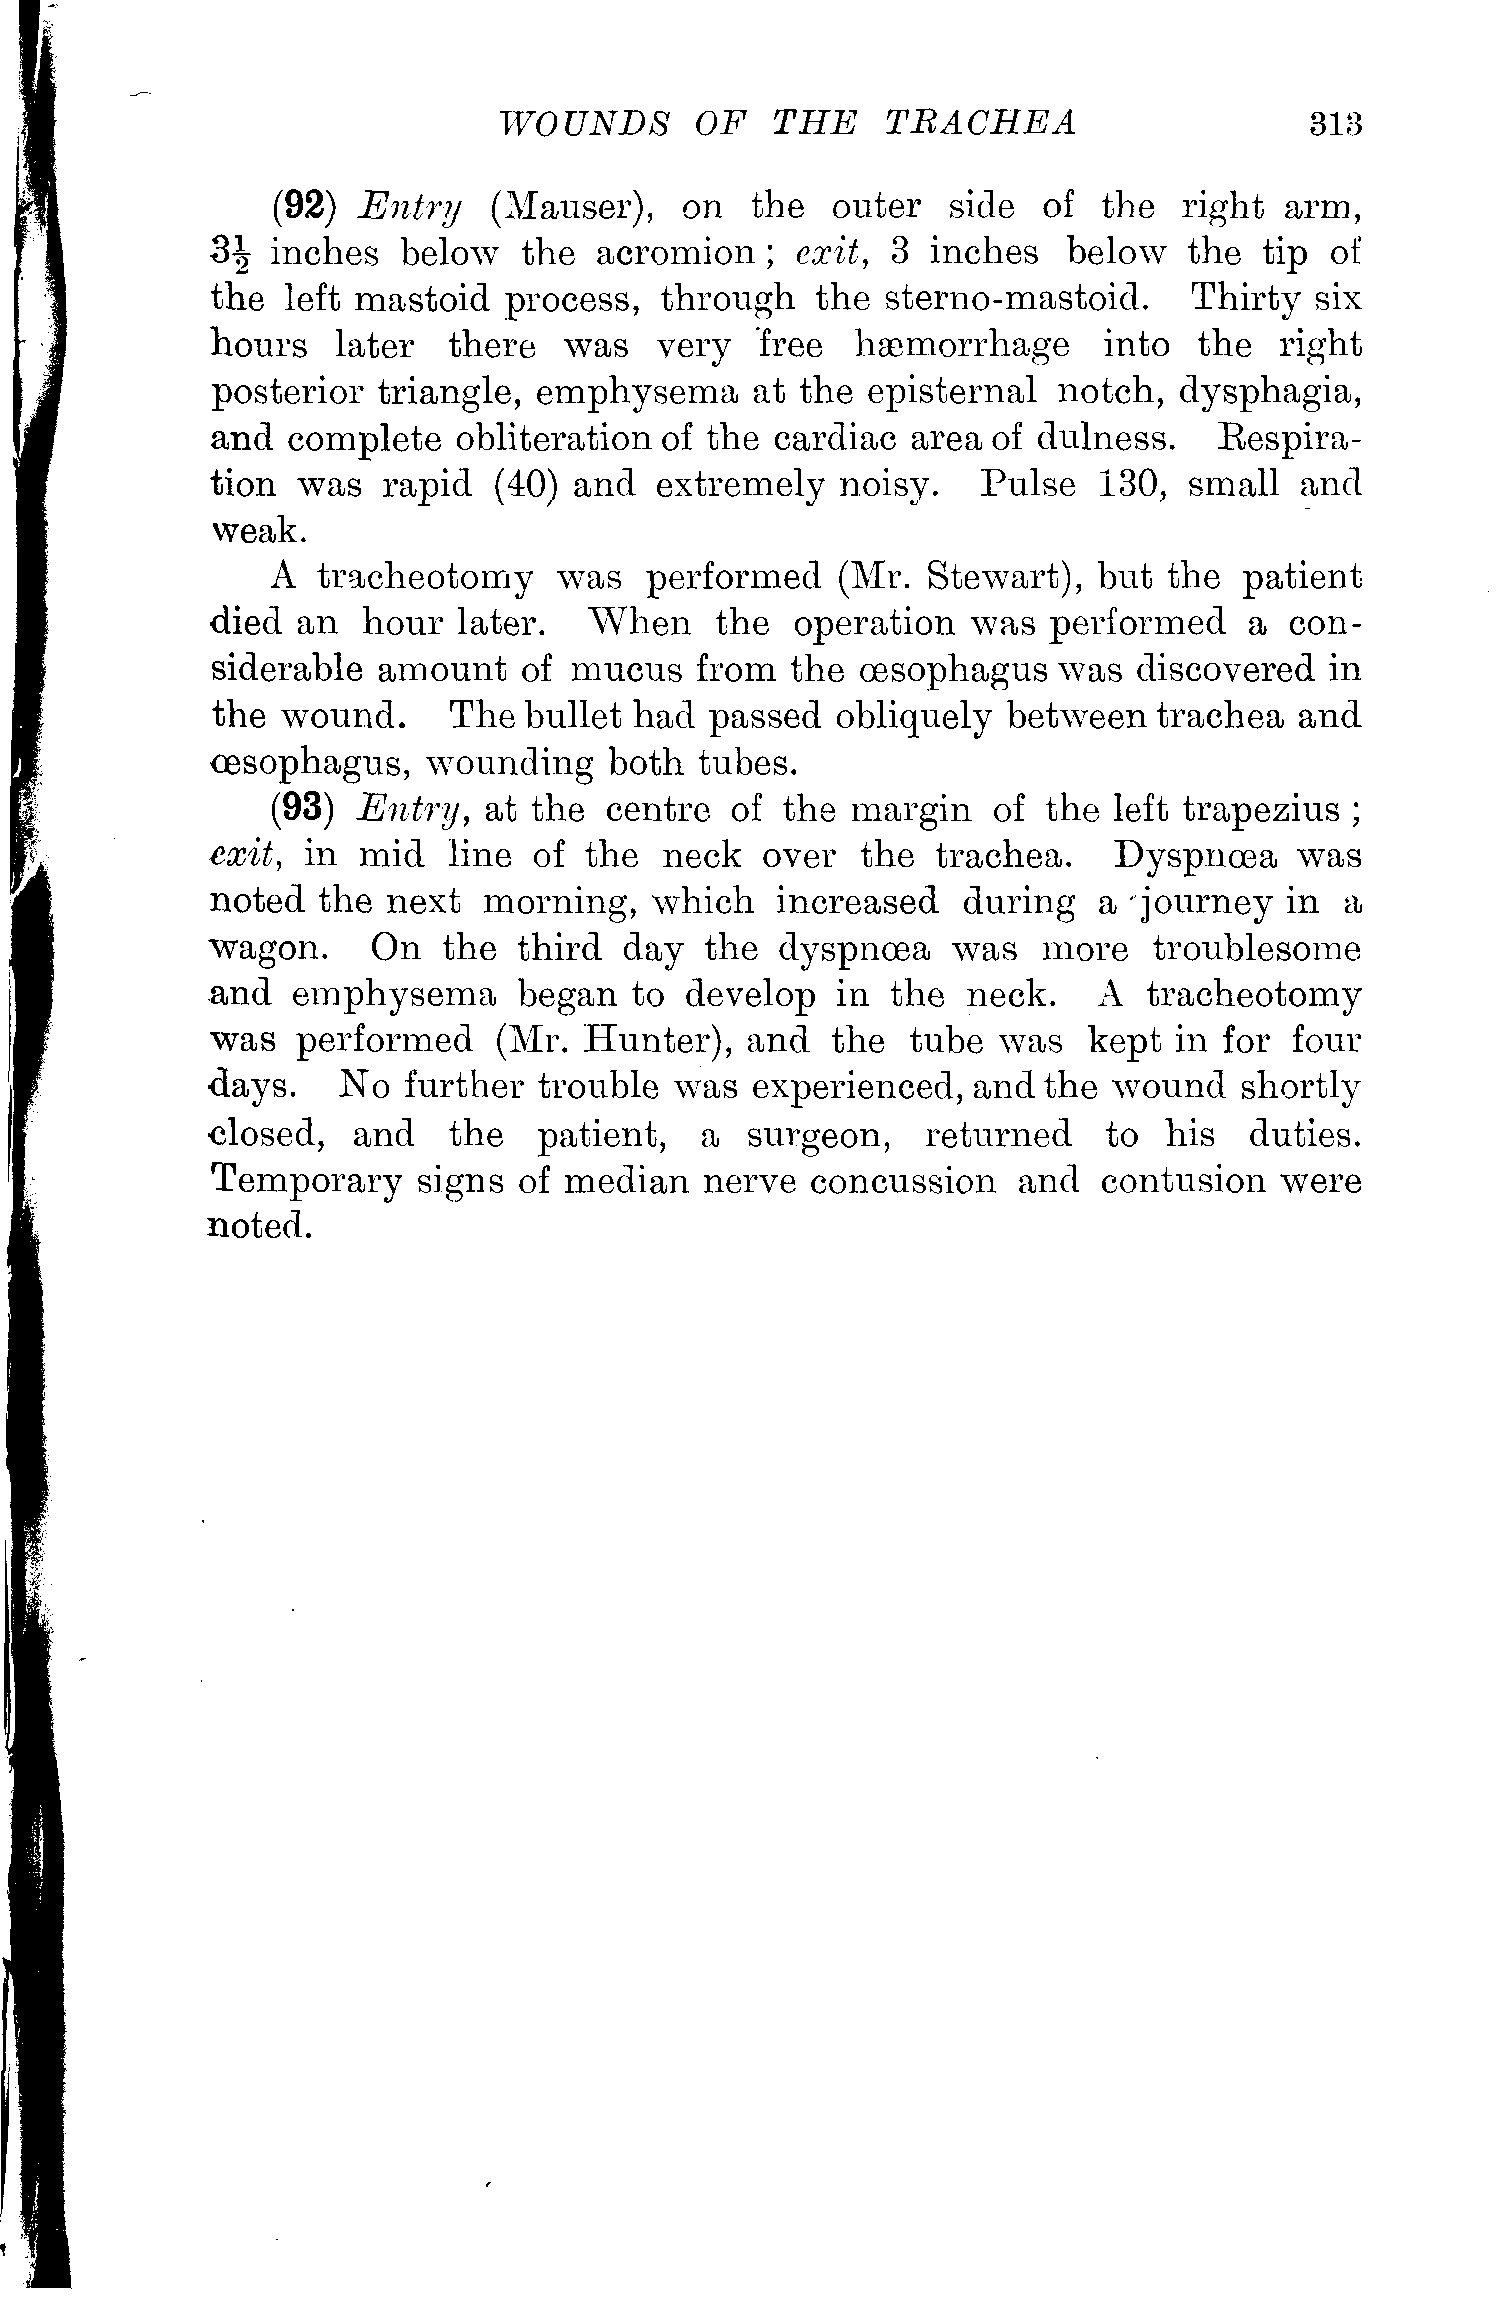 WOUNDS OF THE TRACHEA 313
(92) Entry (Mauser), on the outer side of the right arm,
3½ inches below the acromion; exit, 3 inches below the tip of
the left mastoid process, through the sterno-mastoid. Thirty six
hours later there was very free hæmorrhage into the right
posterior triangle, emphysema at the episternal notch, dysphagia,
and complete obliteration of the cardiac area of dulness. Respira-
tion was rapid (40) and extremely noisy. Pulse 130, small and
weak.
A tracheotomy was performed (Mr. Stewart), but the patient
died an hour later. When the operation was performed a con-
siderable amount of mucus from the œsophagus was discovered in
the wound. The bullet had passed obliquely between trachea and
œsophagus, wounding both tubes.
(93) Entry, at the centre of the margin of the left trapezius;
exit, in mid line of the neck over the trachea. Dyspnœa was
noted the next morning, which increased during a journey in a
wagon. On the third day the dyspnœa was more troublesome
and emphysema began to develop in the neck. A tracheotomy
was performed (Mr. Hunter), and the tube was kept in for four
days. No further trouble was experienced, and the wound shortly
closed, and the patient, a surgeon, returned to his duties.
Temporary signs of median nerve concussion and contusion were
noted.